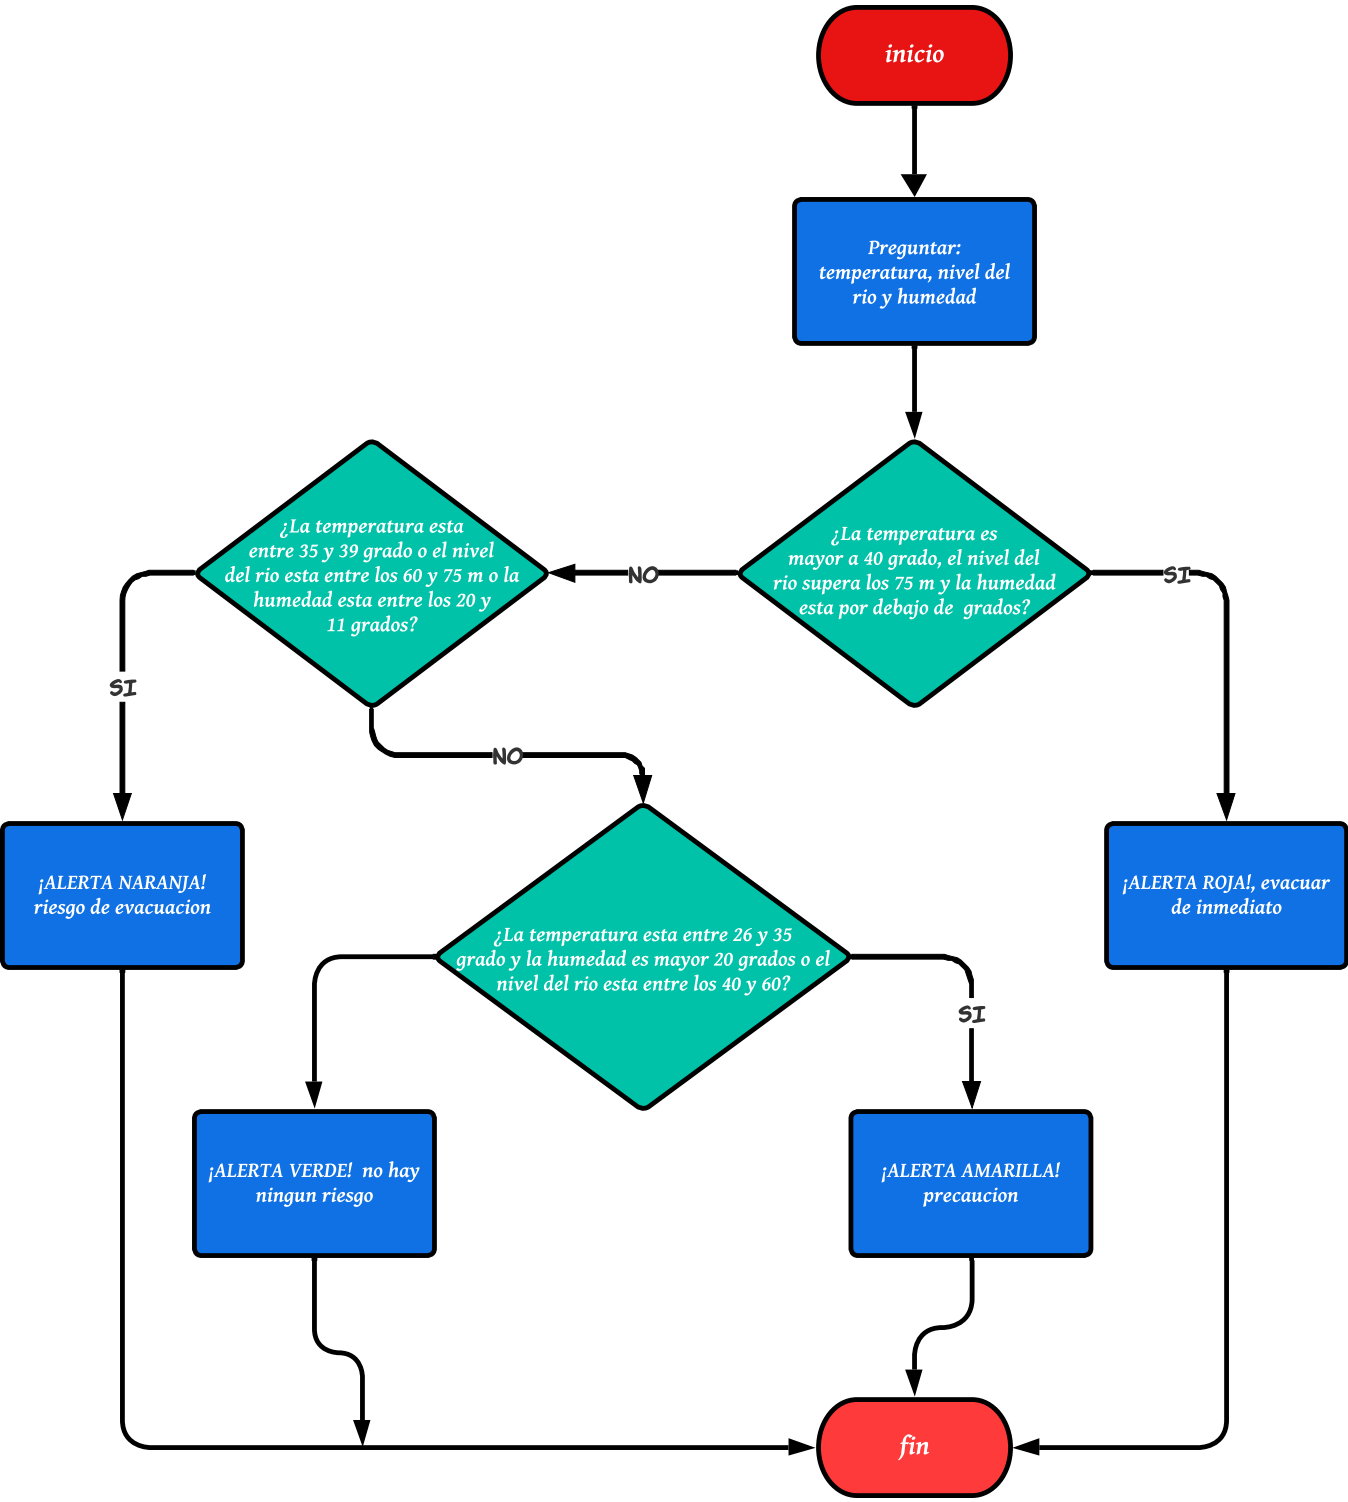 inicio
Preguntar:
temperatura, nivel del
rio y humedad
¿La temperatura es
mayor a 40 grado, el nivel del
rio supera los 75 m y la humedad
esta por debajo de grados?
NO
SI
¿La temperatura esta
entre 35 y 39 grado o el nivel
del rio esta entre los 60 y 75 m o la
humedad esta entre los 20 y
11 grados?
SI
NO
¡ALERTA NARANJA!
riesgo de evacuacion
¡ALERTA ROJA!, evacuar
de inmediato
¿La temperatura esta entre 26 y 35
grado y la humedad es mayor 20 grados o el
nivel del rio esta entre los 40 y 60?
SI
¡ALERTA VERDE! no hay
ningun riesgo
¡ALERTA AMARILLA!
precaucion
fin